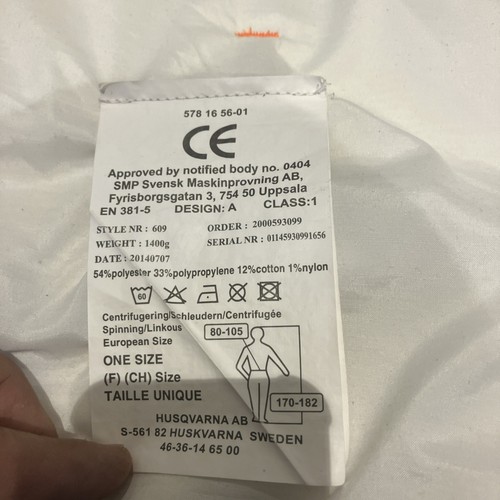 578 16 56-01
CE
Approved by notified body no. 0404
SMP Svensk Maskinprovning AB,
Fyrisborgsgatan 3, 754 50 Uppsala
EN 381-5 DESIGN: A CLASS:1
STYLE NR : 609 ORDER : 2000593099
WEIGHT : 1400g SERIAL NR : 01145930991656
DATE : 20140707
54%polyester 33%polypropylene 12%cotton 1%nylon
60
Centrifugering/Schleudern/Centrifugée
Spinning/Linkous
European Size
80-105
ONE SIZE
(F) (CH) Size
TAILLE UNIQUE
170-182
HUSQVARNA AB
S-561 82 HUSKVARNA SWEDEN
46-36-14 65 00